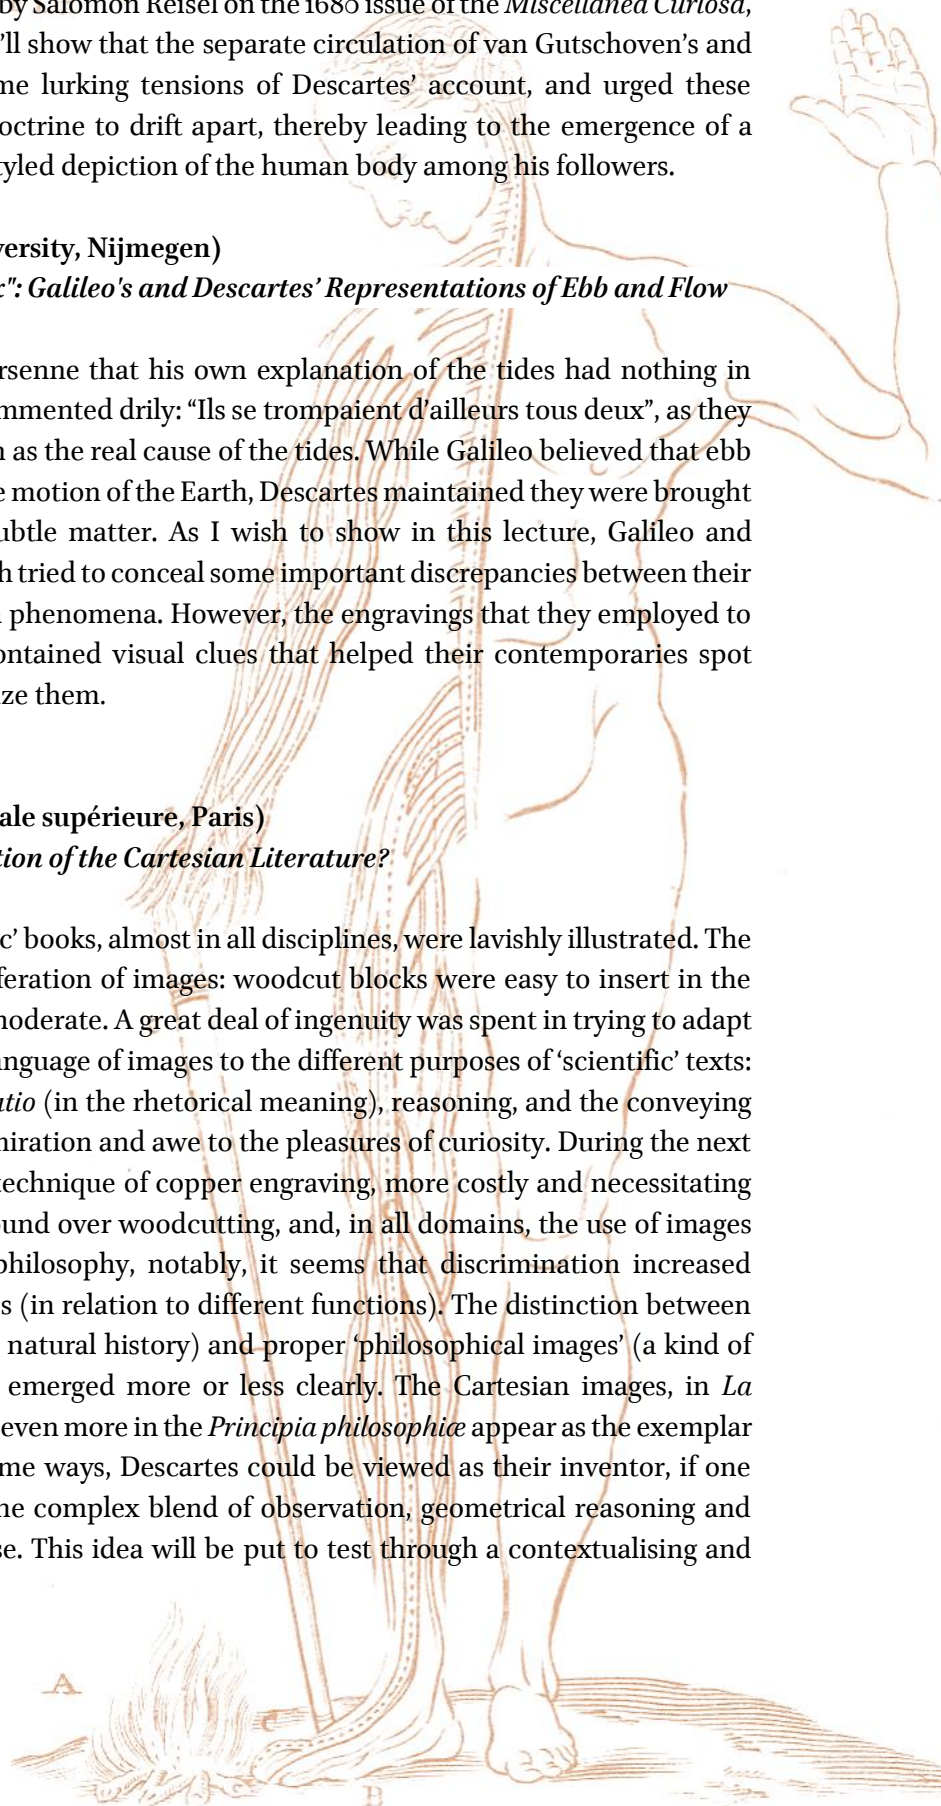 by Salomon Reisel on the 1680 issue of the Miscellanea Curiosa,
'll show that the separate circulation of van Gutschoven's and
me lurking tensions of Descartes' account, and urged these
octrine to drift apart, thereby leading to the emergence of a
tyled depiction of the human body among his followers.
versity, Nijmegen)
": Galileo's and Descartes' Representations of Ebb and Flow
rsenne that his own explanation of the tides had nothing in
mmented drily: “Ils se trompaient d'ailleurs tous deux”, as they
as the real cause of the tides. While Galileo believed that ebb
e motion of the Earth, Descartes maintained they were brought
ubtle matter. As I wish to show in this lecture, Galileo and
h tried to conceal some important discrepancies between their
phenomena. However, the engravings that they employed to
ontained visual clues that helped their contemporaries spot
ize them.
ale supérieure, Paris)
tion of the Cartesian Literature?
c’ books, almost in all disciplines, were lavishly illustrated. The
feration of images: woodcut blocks were easy to insert in the
moderate. A great deal of ingenuity was spent in trying to adapt
anguage of images to the different purposes of ‘scientific’ texts:
atio (in the rhetorical meaning), reasoning, and the conveying
miration and awe to the pleasures of curiosity. During the next
technique of copper engraving, more costly and necessitating
ound over woodcutting, and, in all domains, the use of images
philosophy, notably, it seems that discrimination increased
s (in relation to different functions). The distinction between
natural history) and proper ‘philosophical images’ (a kind of
emerged more or less clearly. The Cartesian images, in La
even more in the Principia philosophiæ appear as the exemplar
me ways, Descartes could be viewed as their inventor, if one
he complex blend of observation, geometrical reasoning and
se. This idea will be put to test through a contextualising and
A
C
B